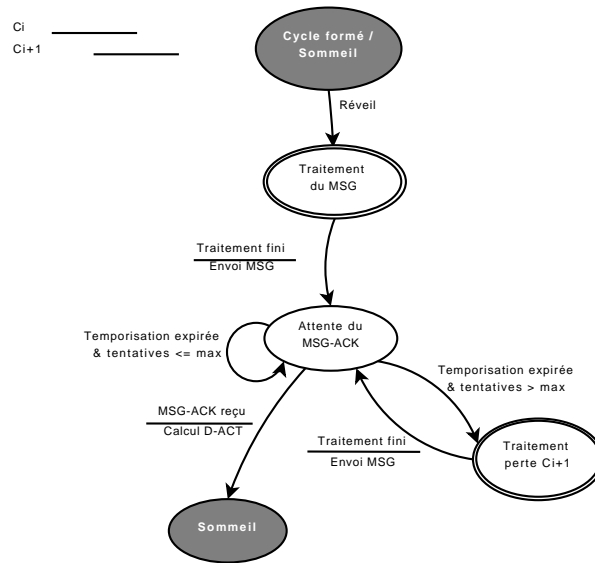 Ci
Ci+1
Cycle formé /
Sommeil
Réveil
Traitement
du MSG
Traitement fini
Envoi MSG
Attente du
MSG-ACK
Temporisation expirée
& tentatives <= max
Temporisation expirée
& tentatives > max
MSG-ACK reçu
Calcul D-ACT
Traitement fini
Envoi MSG
Traitement
perte Ci+1
Sommeil